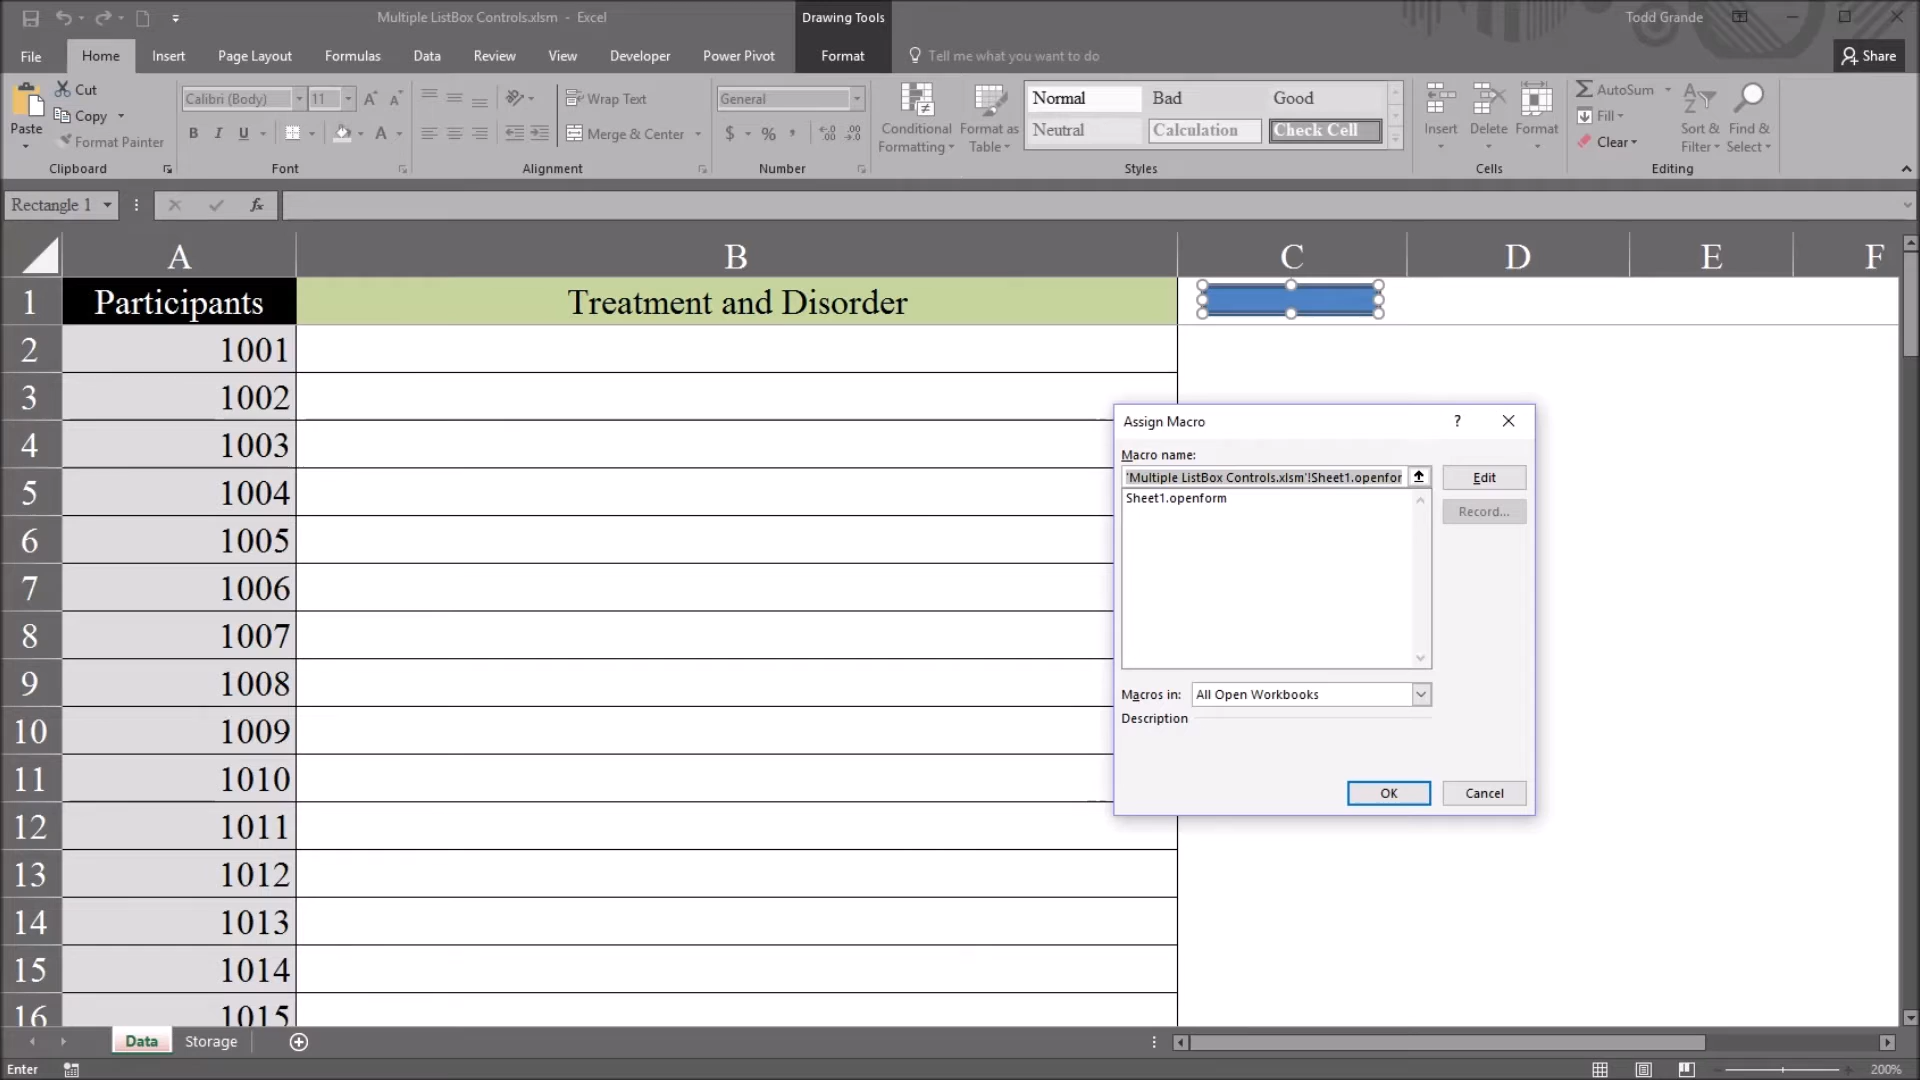 Multiple ListBox Controls.xlsm - Excel
Drawing Tools
Todd Grande
File
Home
Insert
Page Layout
Formulas
Data
Review
View
Developer
Power Pivot
Format
Tell me what you want to do
Share
Paste
Cut
Copy
Format Painter
Clipboard
Calibri (Body)
11
B I U
Font
Wrap Text
Merge & Center
Alignment
General
$ % ,
Number
Conditional Formatting
Format as Table
Normal
Bad
Good
Neutral
Calculation
Check Cell
Styles
Insert
Delete
Format
Cells
AutoSum
Fill
Clear
Sort & Filter
Find & Select
Editing
Rectangle 1
fx
A B C D E F
1 Participants Treatment and Disorder
2 1001
3 1002
4 1003
5 1004
6 1005
7 1006
8 1007
9 1008
10 1009
11 1010
12 1011
13 1012
14 1013
15 1014
16 1015
Assign Macro
?
Macro name:
'Multiple ListBox Controls.xlsm'!Sheet1.openfor
Edit
Sheet1.openform
Record...
Macros in:
All Open Workbooks
Description
OK
Cancel
Data
Storage
Enter
200%